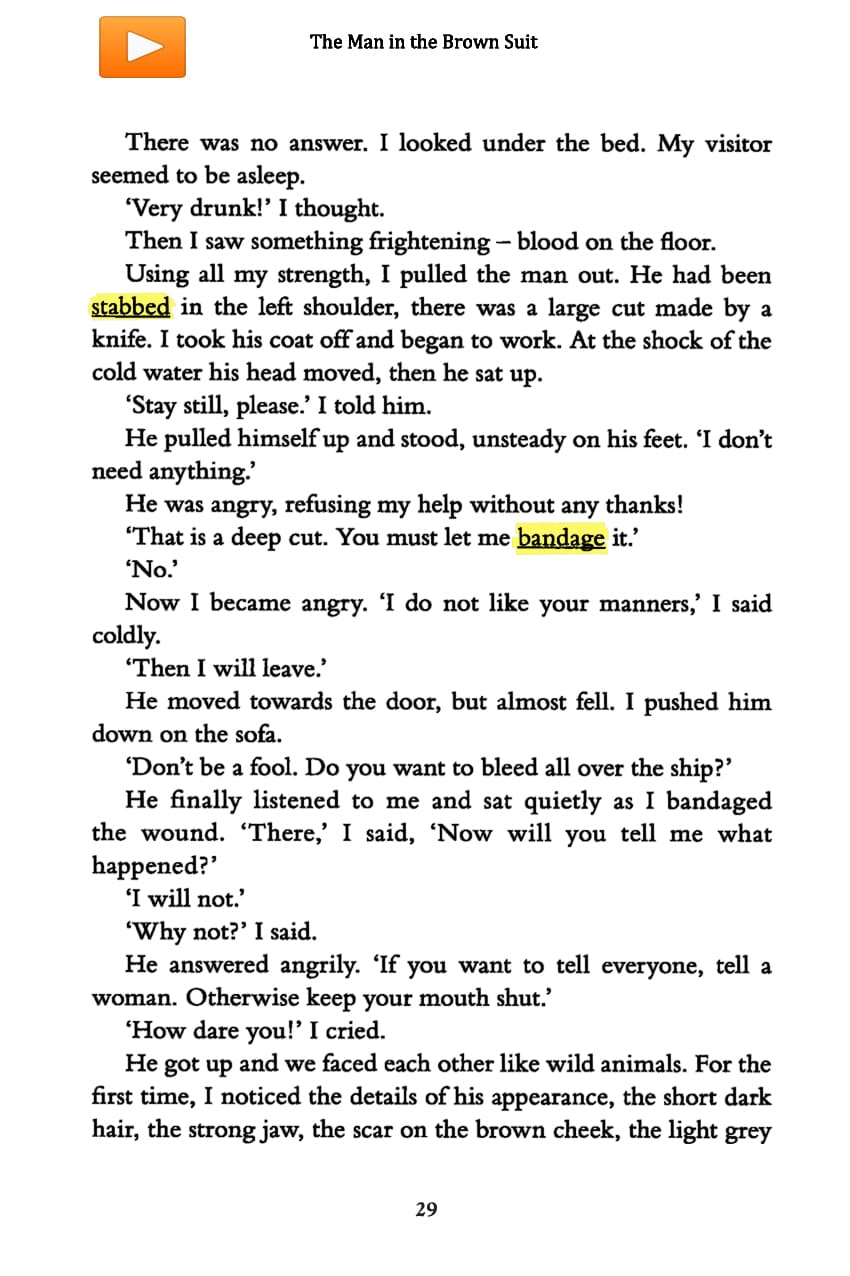 The Man in the Brown Suit
There was no answer. I looked under the bed. My visitor
seemed to be asleep.
‘Very drunk!’ I thought.
Then I saw something frightening – blood on the floor.
Using all my strength, I pulled the man out. He had been
stabbed in the left shoulder, there was a large cut made by a
knife. I took his coat off and began to work. At the shock of the
cold water his head moved, then he sat up.
‘Stay still, please.’ I told him.
He pulled himself up and stood, unsteady on his feet. ‘I don’t
need anything.’
He was angry, refusing my help without any thanks!
‘That is a deep cut. You must let me bandage it.’
‘No.’
Now I became angry. ‘I do not like your manners,’ I said
coldly.
‘Then I will leave.’
He moved towards the door, but almost fell. I pushed him
down on the sofa.
‘Don’t be a fool. Do you want to bleed all over the ship?’
He finally listened to me and sat quietly as I bandaged
the wound. ‘There,’ I said, ‘Now will you tell me what
happened?’
‘I will not.’
‘Why not?’ I said.
He answered angrily. ‘If you want to tell everyone, tell a
woman. Otherwise keep your mouth shut.’
‘How dare you!’ I cried.
He got up and we faced each other like wild animals. For the
first time, I noticed the details of his appearance, the short dark
hair, the strong jaw, the scar on the brown cheek, the light grey
29